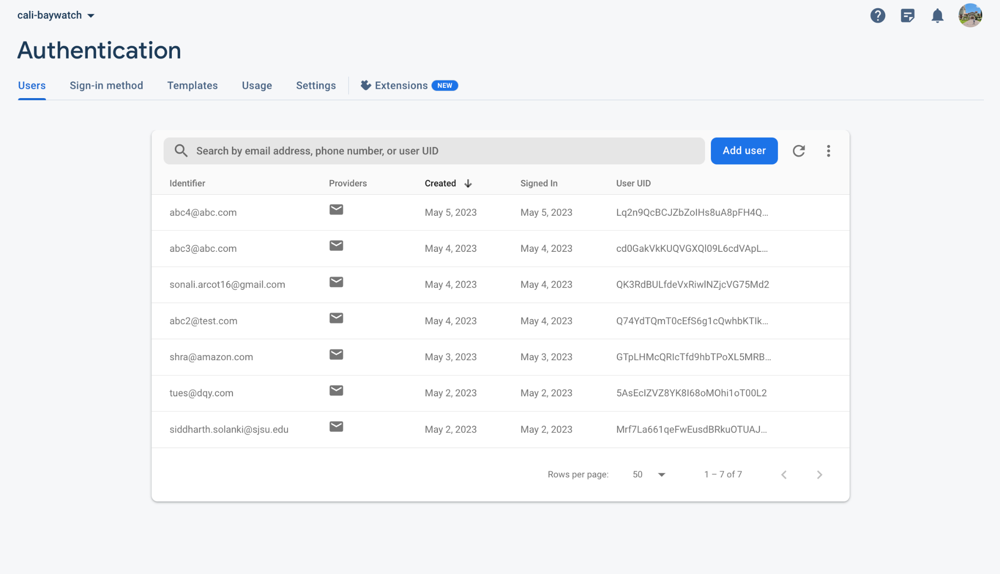 cali-baywatch
Authentication
Users Sign-in method Templates Usage Settings Extensions NEW
Search by email address, phone number, or user UID Add user
Identifier Providers Created Signed In User UID
abc4@abc.com May 5, 2023 May 5, 2023 Lq2n9QcBCJZbZoIHs8uA8pFH4Q...
abc3@abc.com May 4, 2023 May 4, 2023 cd0GakVkKUQVGXQl09L6cdVApL...
sonali.arcot16@gmail.com May 4, 2023 May 4, 2023 QK3RdBULfdeVxRiwlNZjcVG75Md2
abc2@test.com May 4, 2023 May 4, 2023 Q74YdTQmT0cEfS6g1cQwhbKTIk...
shra@amazon.com May 3, 2023 May 3, 2023 GTpLHMcQRIcTfd9hbTPoXL5MRB...
tues@dqy.com May 2, 2023 May 2, 2023 5AsEcIZVZ8YK8I68oMOhi1oT00L2
siddharth.solanki@sjsu.edu May 2, 2023 May 2, 2023 Mrf7La661qeFwEusdBRkuOTUAJ...
Rows per page: 50 1 – 7 of 7